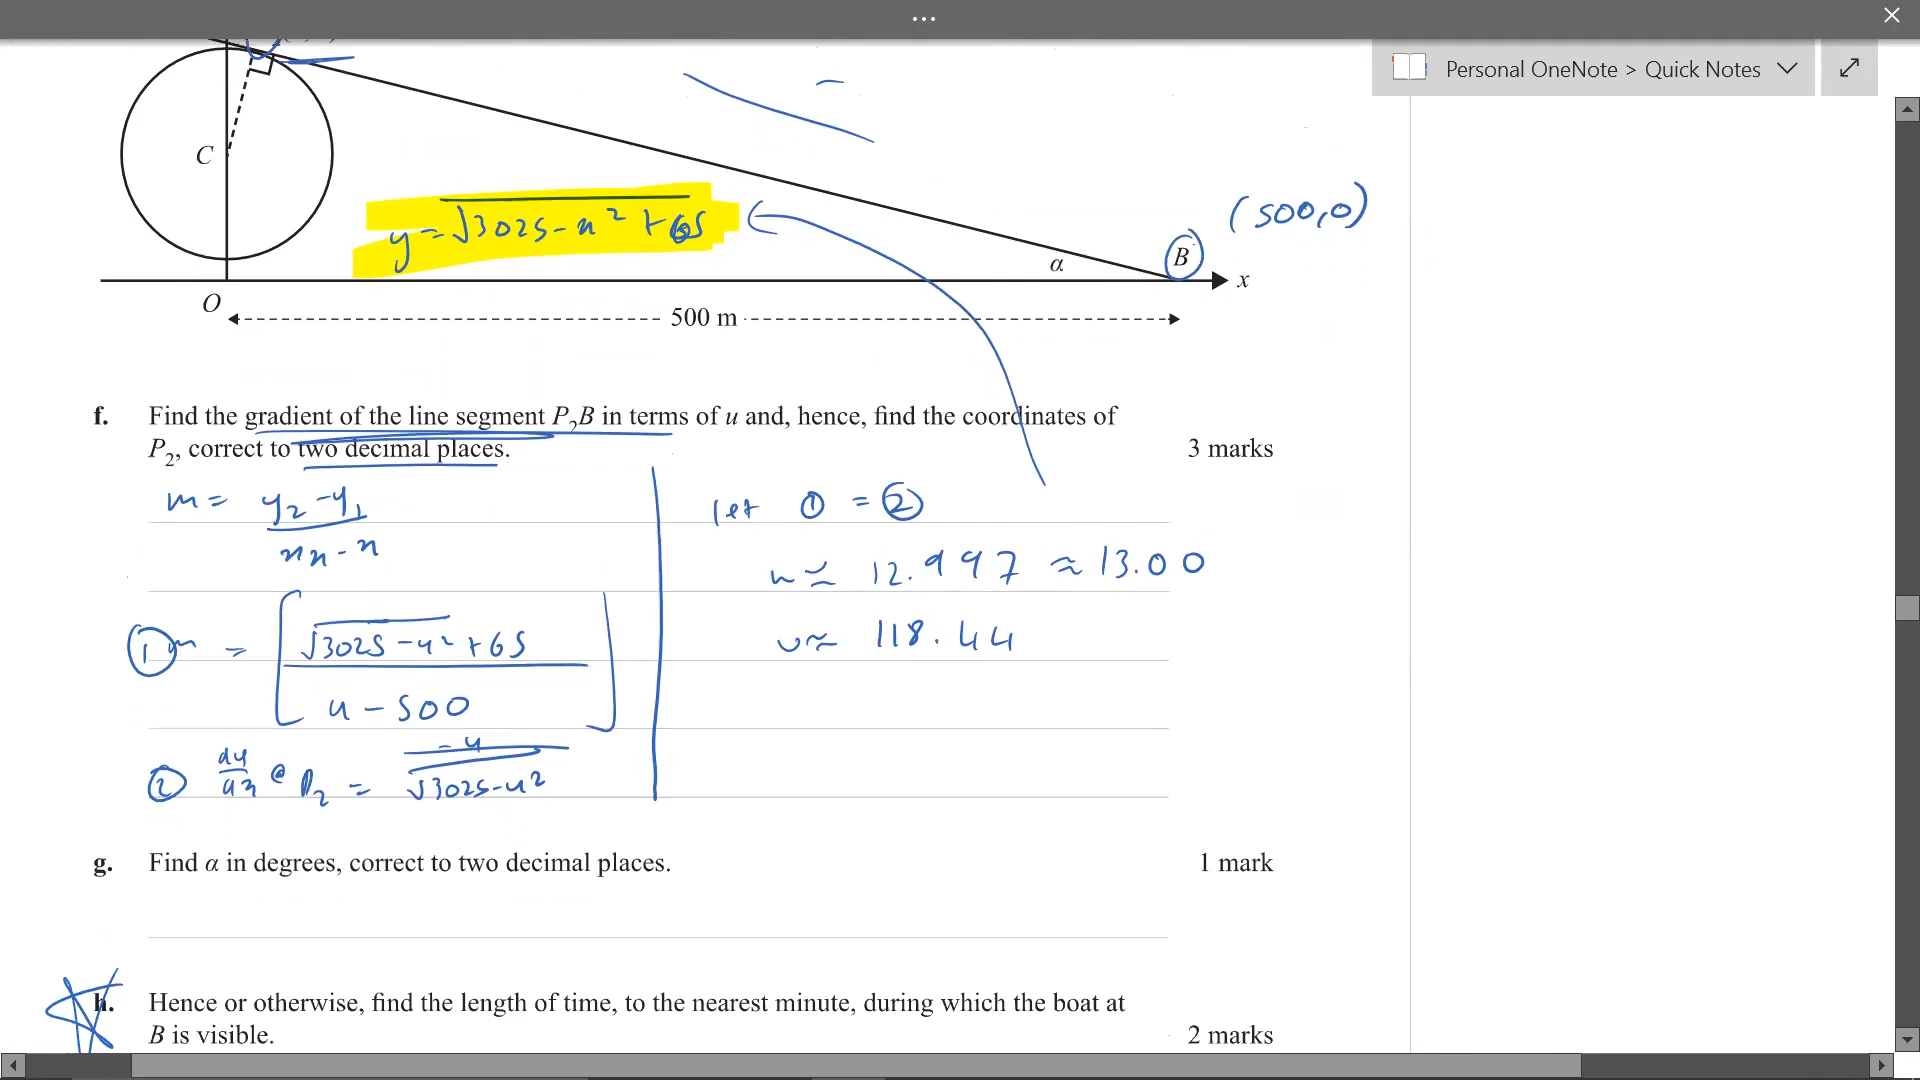 Personal OneNote > Quick Notes
C
y = √3025 - x² + 65
(500,0)
B
α
x
O
500 m
f. Find the gradient of the line segment P₂B in terms of u and, hence, find the coordinates of
P₂, correct to two decimal places.
3 marks
m = y₂ - y₁
let ① = ②
u ≈ 12.997 ≈ 13.00
① m = [√3025 - u² + 65
v ≈ 118.44
u - 500]
② dy/dx @ P₂ = -u
√3025 - u²
g. Find α in degrees, correct to two decimal places.
1 mark
h. Hence or otherwise, find the length of time, to the nearest minute, during which the boat at
B is visible.
2 marks